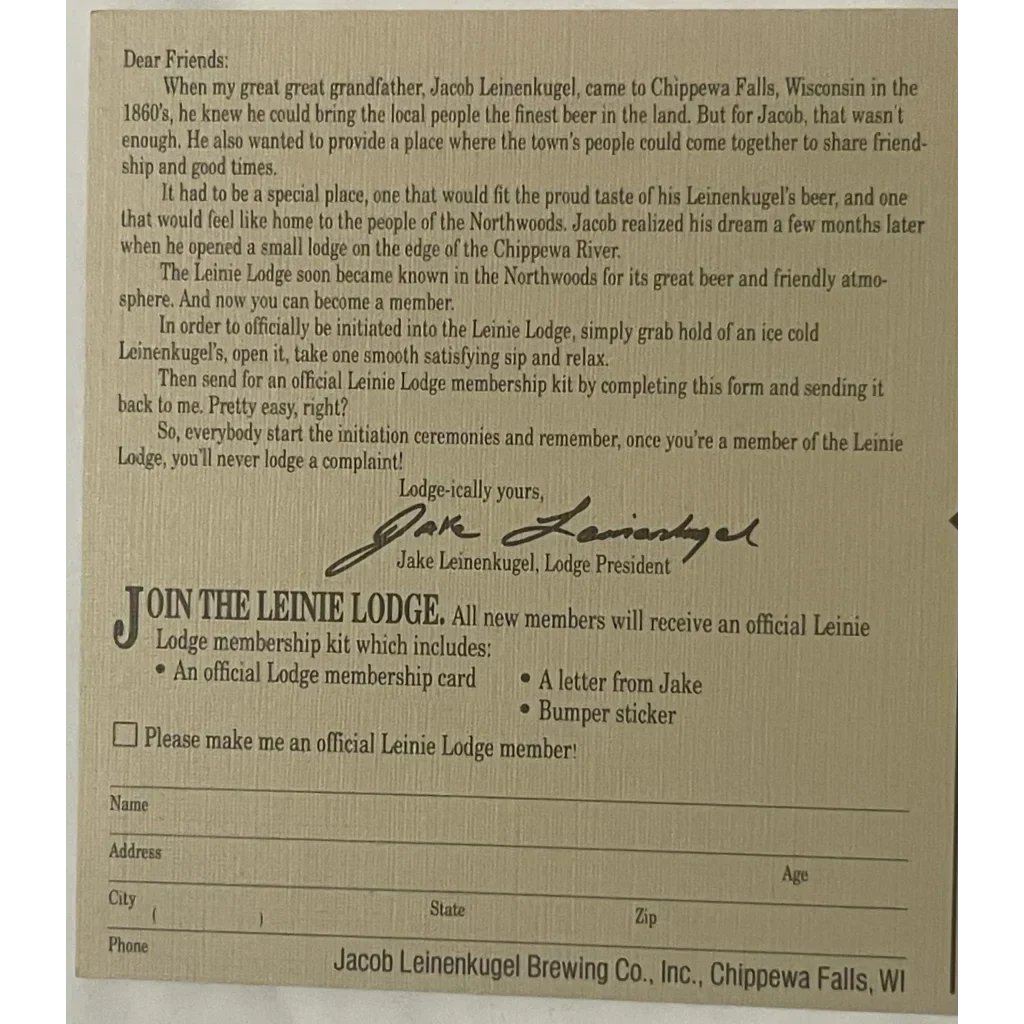 Dear Friends:
When my great great grandfather, Jacob Leinenkugel, came to Chippewa Falls, Wisconsin in the
1860's, he knew he could bring the local people the finest beer in the land. But for Jacob, that wasn't
enough. He also wanted to provide a place where the town's people could come together to share friend-
ship and good times.
It had to be a special place, one that would fit the proud taste of his Leinenkugel's beer, and one
that would feel like home to the people of the Northwoods. Jacob realized his dream a few months later
when he opened a small lodge on the edge of the Chippewa River.
The Leinie Lodge soon became known in the Northwoods for its great beer and friendly atmo-
sphere. And now you can become a member.
In order to officially be initiated into the Leinie Lodge, simply grab hold of an ice cold
Leinenkugel's, open it, take one smooth satisfying sip and relax.
Then send for an official Leinie Lodge membership kit by completing this form and sending it
back to me. Pretty easy, right?
So, everybody start the initiation ceremonies and remember, once you're a member of the Leinie
Lodge, you'll never lodge a complaint!
Lodge-ically yours,
Jake Leinenkugel
Jake Leinenkugel, Lodge President
JOIN THE LEINIE LODGE. All new members will receive an official Leinie
Lodge membership kit which includes:
• An official Lodge membership card • A letter from Jake
• Bumper sticker
Please make me an official Leinie Lodge member!
Name
Address Age
City State Zip
( )
Phone
Jacob Leinenkugel Brewing Co., Inc., Chippewa Falls, WI